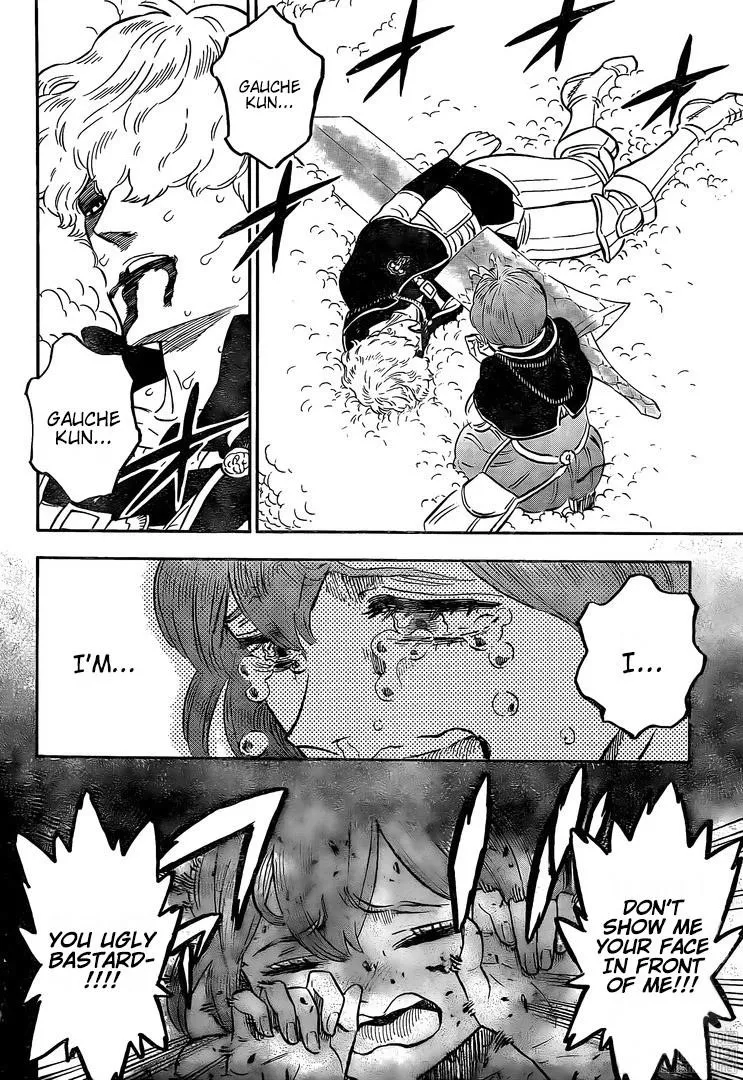 GAUCHE
KUN...
GAUCHE
KUN...
I...
I'M...
DON'T
SHOW ME
YOUR FACE
IN FRONT
OF ME!!!
YOU UGLY
BASTARD-
!!!!